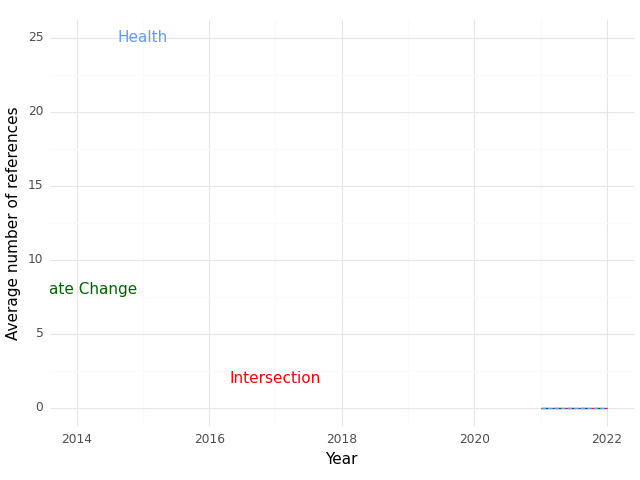 25
Health
20
15
10
ate Change
5
Intersection
0
2014 2016 2018 2020 2022
Year
Average number of references